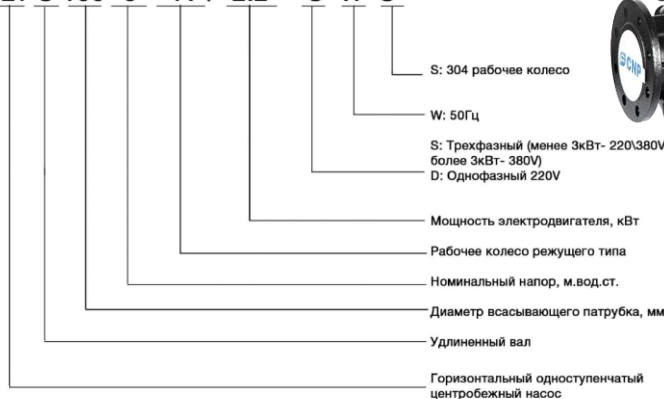 CNP
S: 304 рабочее колесо
W: 50Гц
S: Трехфазный (менее 3кВт- 220\380V
более 3кВт- 380V)
D: Однофазный 220V
Мощность электродвигателя, кВт
Рабочее колесо режущего типа
Номинальный напор, м.вод.ст.
Диаметр всасывающего патрубка, мм
Удлиненный вал
Горизонтальный одноступенчатый
центробежный насос